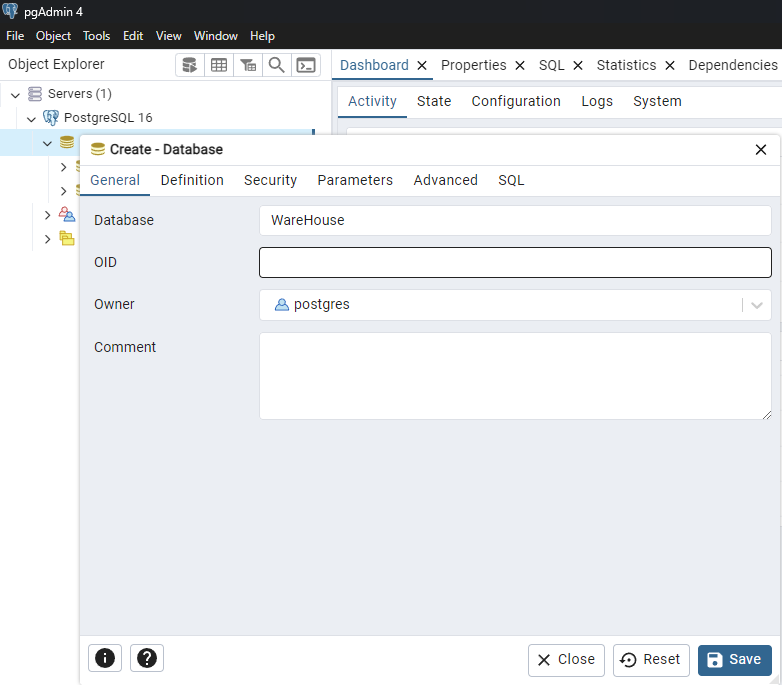 pgAdmin 4
File Object Tools Edit View Window Help
Object Explorer
Dashboard Properties SQL Statistics Dependencies
Servers (1)
Activity State Configuration Logs System
PostgreSQL 16
Create - Database
General Definition Security Parameters Advanced SQL
Database WareHouse
OID
Owner postgres
Comment
Close Reset Save